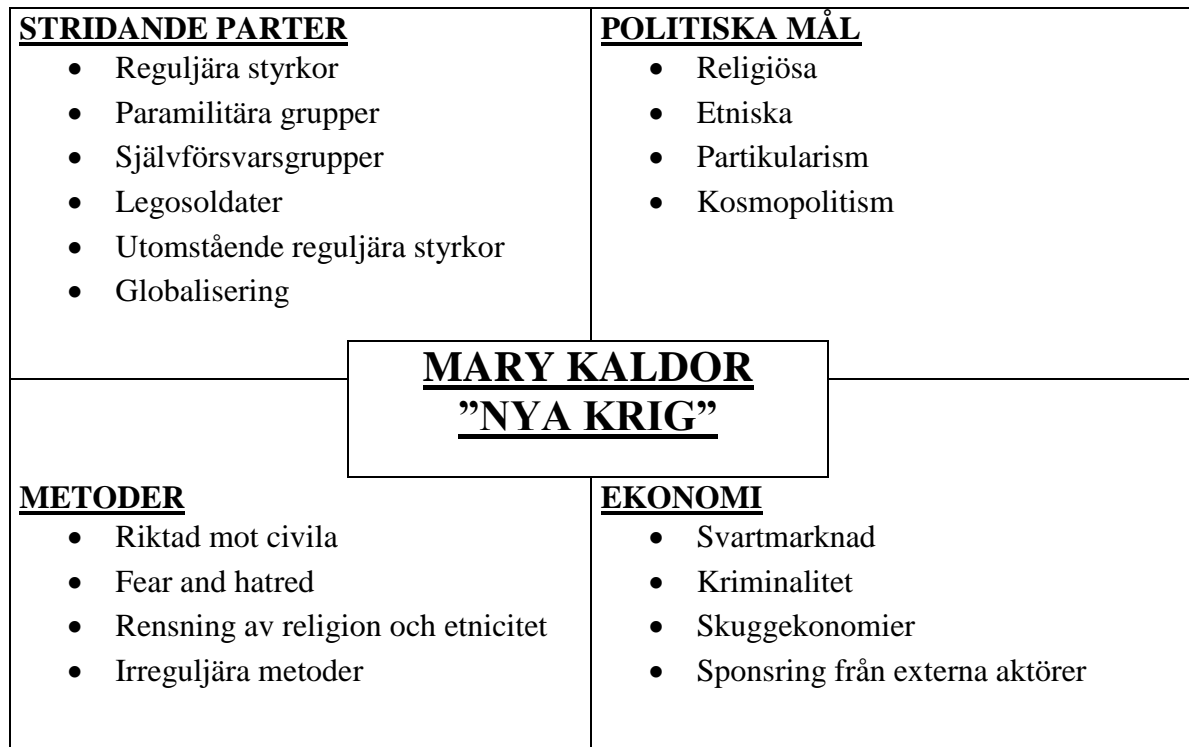 STRIDANDE PARTER
• Reguljära styrkor
• Paramilitära grupper
• Självförsvarsgrupper
• Legosoldater
• Utomstående reguljära styrkor
• Globalisering
POLITISKA MÅL
• Religiösa
• Etniska
• Partikularism
• Kosmopolitism
MARY KALDOR
”NYA KRIG”
METODER
• Riktad mot civila
• Fear and hatred
• Rensning av religion och etnicitet
• Irreguljära metoder
EKONOMI
• Svartmarknad
• Kriminalitet
• Skuggekonomier
• Sponsring från externa aktörer